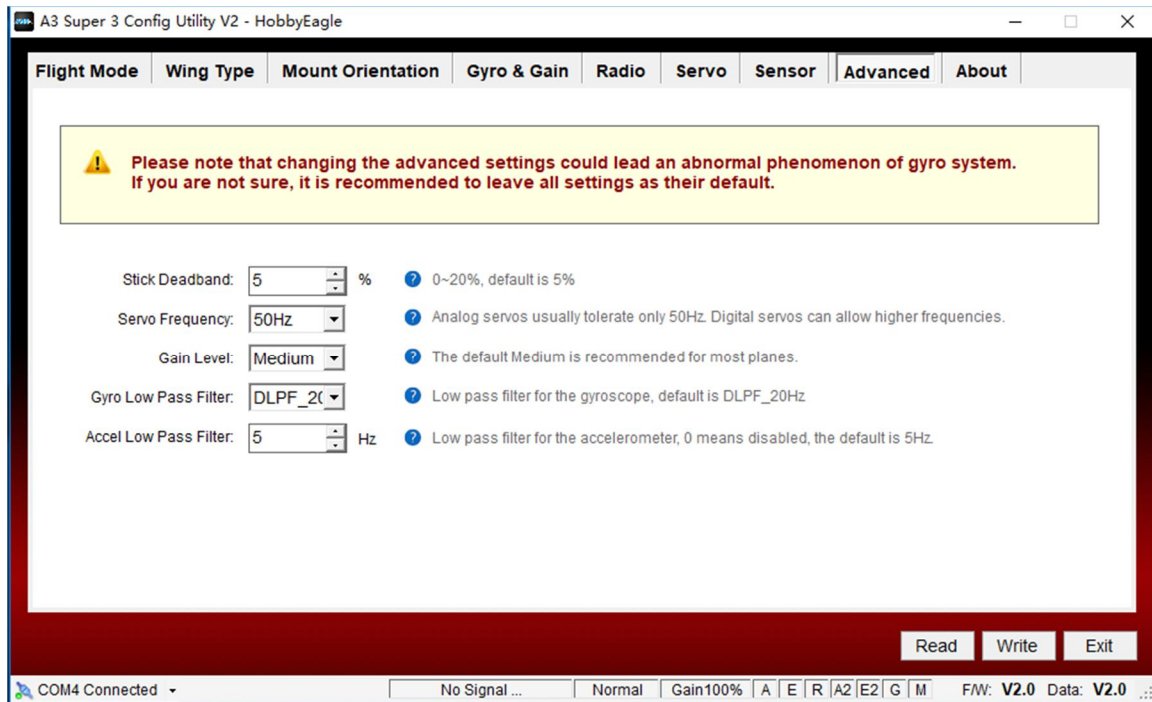 A3 Super 3 Config Utility V2 - HobbyEagle
Flight Mode Wing Type Mount Orientation Gyro & Gain Radio Servo Sensor Advanced About
Please note that changing the advanced settings could lead an abnormal phenomenon of gyro system.
If you are not sure, it is recommended to leave all settings as their default.
Stick Deadband: 5 % ? 0~20%, default is 5%
Servo Frequency: 50Hz ? Analog servos usually tolerate only 50Hz. Digital servos can allow higher frequencies.
Gain Level: Medium ? The default Medium is recommended for most planes.
Gyro Low Pass Filter: DLPF_20 ? Low pass filter for the gyroscope, default is DLPF_20Hz
Accel Low Pass Filter: 5 Hz ? Low pass filter for the accelerometer, 0 means disabled, the default is 5Hz.
Read Write Exit
COM4 Connected No Signal ... Normal Gain100% A E R A2 E2 G M F/W: V2.0 Data: V2.0